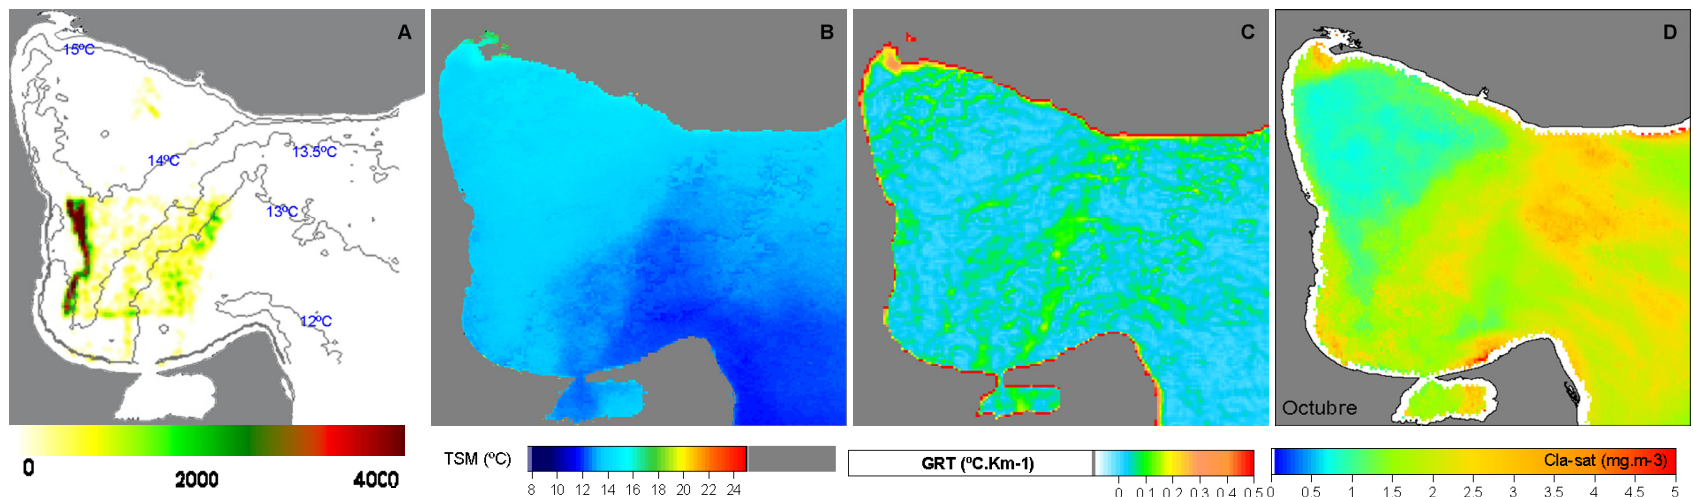 A
B
C
D
15ºC
14ºC
13.5ºC
13ºC
12ºC
Octubre
0 2000 4000
TSM (ºC)
8 10 12 14 16 18 20 22 24
GRT (ºC.Km-1)
0 0.1 0.2 0.3 0.4 0.5
Cla-sat (mg.m-3)
0 0.5 1 1.5 2 2.5 3 3.5 4 4.5 5